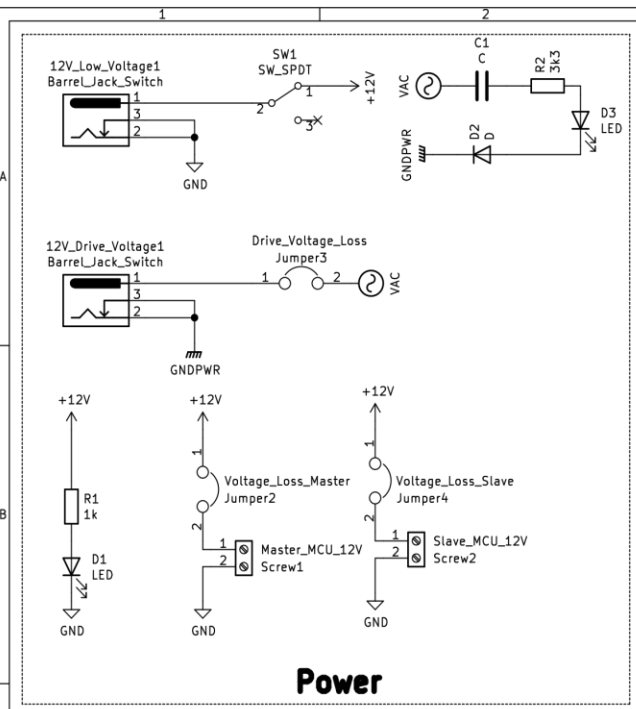 1
2
A
B
12V_Low_Voltage1
Barrel_Jack_Switch
1
3
2
GND
SW1
SW_SPDT
2
1
3
+12V
VAC
C1
C
R2
3k3
D3
LED
D2
D
GNDPWR
12V_Drive_Voltage1
Barrel_Jack_Switch
1
3
2
GNDPWR
Drive_Voltage_Loss
Jumper3
1
2
VAC
+12V
R1
1k
D1
LED
GND
+12V
1
Voltage_Loss_Master
Jumper2
2
1
2
Master_MCU_12V
Screw1
GND
+12V
1
Voltage_Loss_Slave
Jumper4
2
1
2
Slave_MCU_12V
Screw2
GND
Power